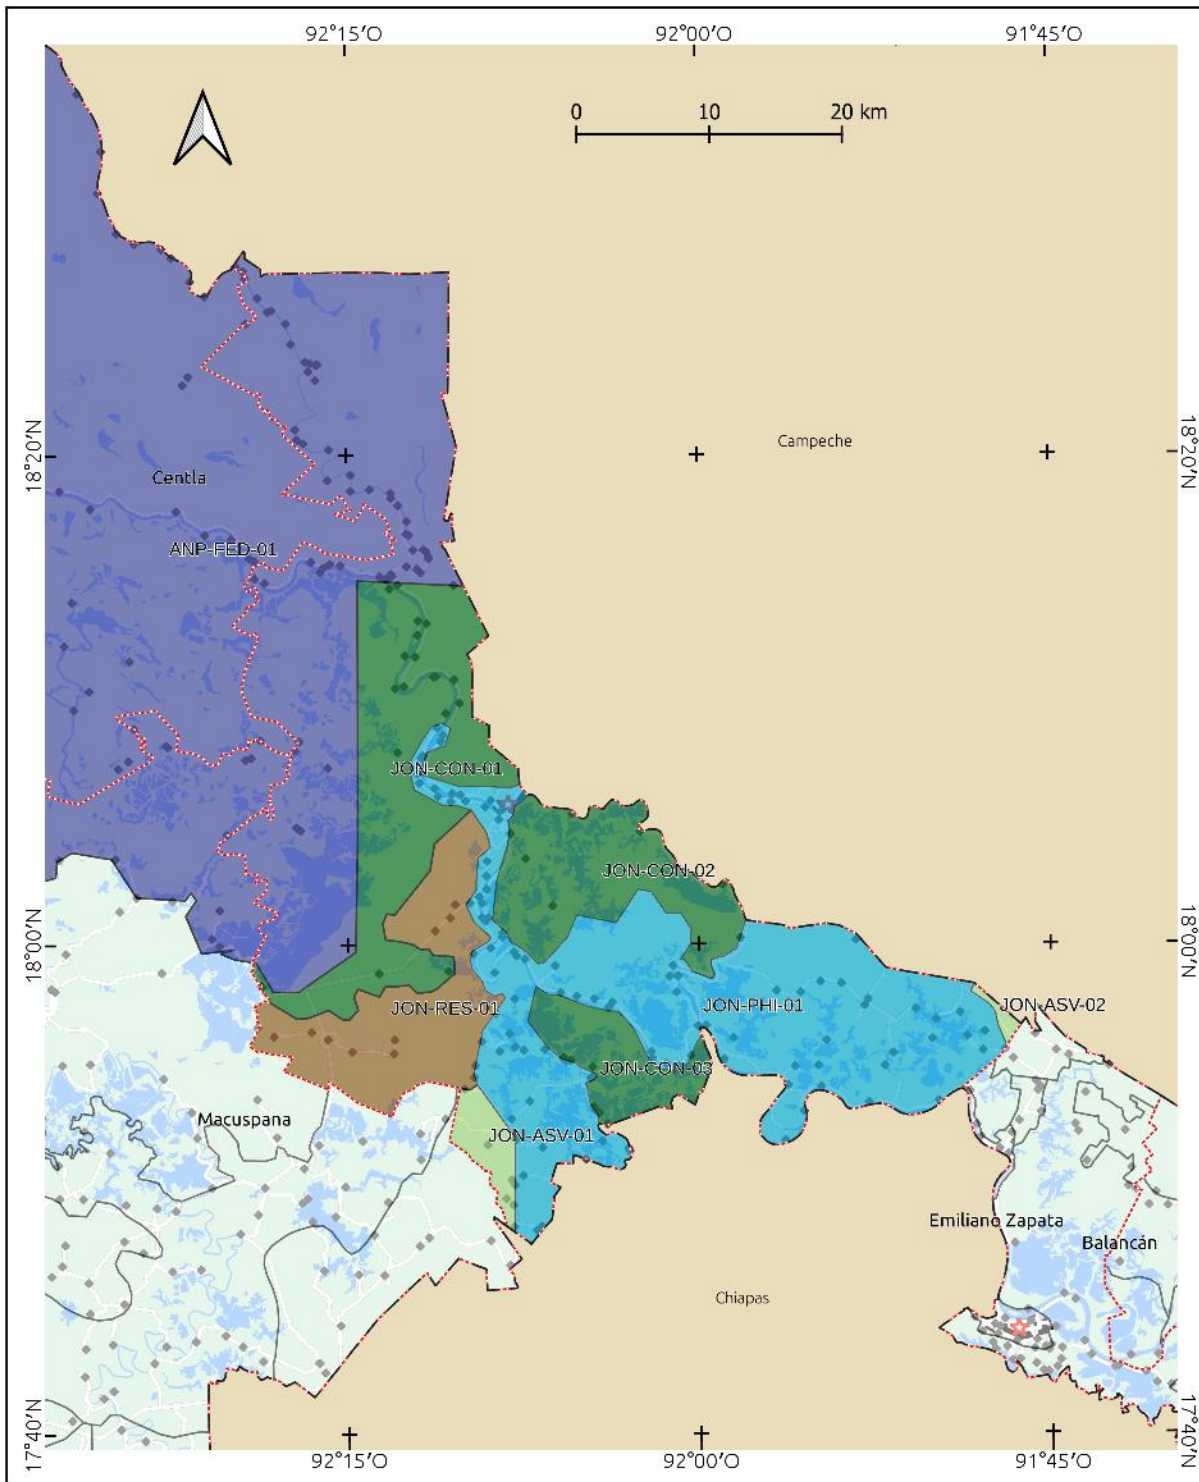 92°15'O 92°00'O 91°45'O
0 10 20 km
18°20'N Campeche 18°20'N
Centla
ANP-FED-01
JON-CON-01
JON-CON-02
18°00'N 18°00'N
JON-RES-01 JON-PHI-01 JON-ASV-02
JON-CON-03
Macuspana
JON-ASV-01
Emiliano Zapata
Balancán
Chiapas
17°40'N 17°40'N
92°15'O 92°00'O 91°45'O